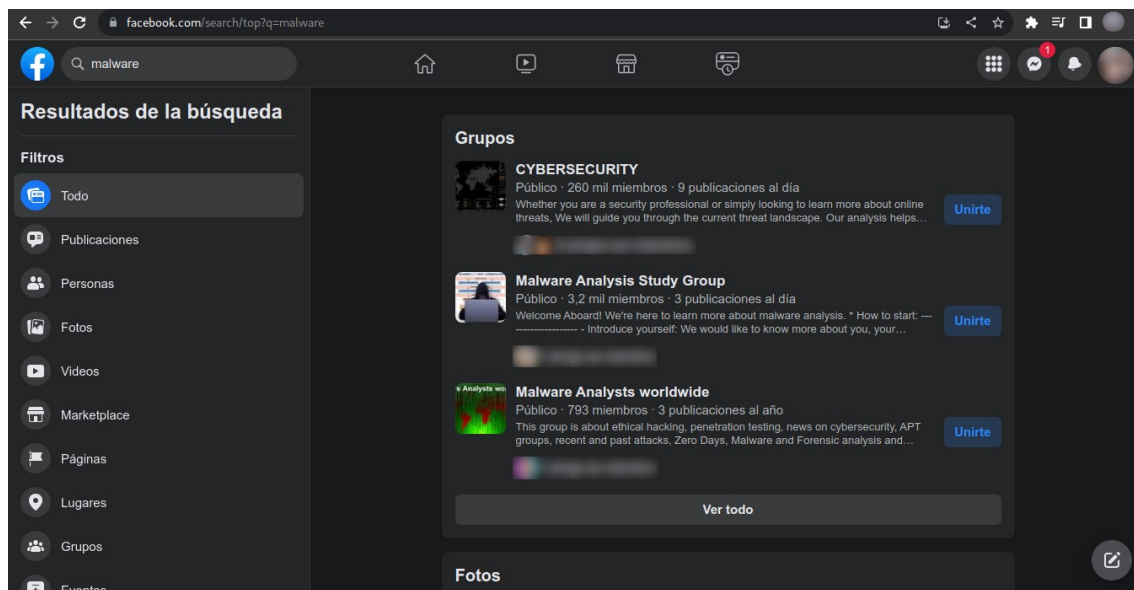 facebook.com/search/top?q=malware
malware
1
Resultados de la búsqueda
Filtros
Todo
Publicaciones
Personas
Fotos
Videos
Marketplace
Páginas
Lugares
Grupos
Eventos
Grupos
CYBERSECURITY
Público · 260 mil miembros · 9 publicaciones al día
Whether you are a security professional or simply looking to learn more about online
threats, We will guide you through the current threat landscape. Our analysis helps...
Unirte
Malware Analysis Study Group
Público · 3,2 mil miembros · 3 publicaciones al día
Welcome Aboard! We're here to learn more about malware analysis. * How to start: ---
------------------ - Introduce yourself: We would like to know more about you, your...
Unirte
e Analysts wo
Malware Analysts worldwide
Público · 793 miembros · 3 publicaciones al año
This group is about ethical hacking, penetration testing, news on cybersecurity, APT
groups, recent and past attacks, Zero Days, Malware and Forensic analysis and...
Unirte
Ver todo
Fotos